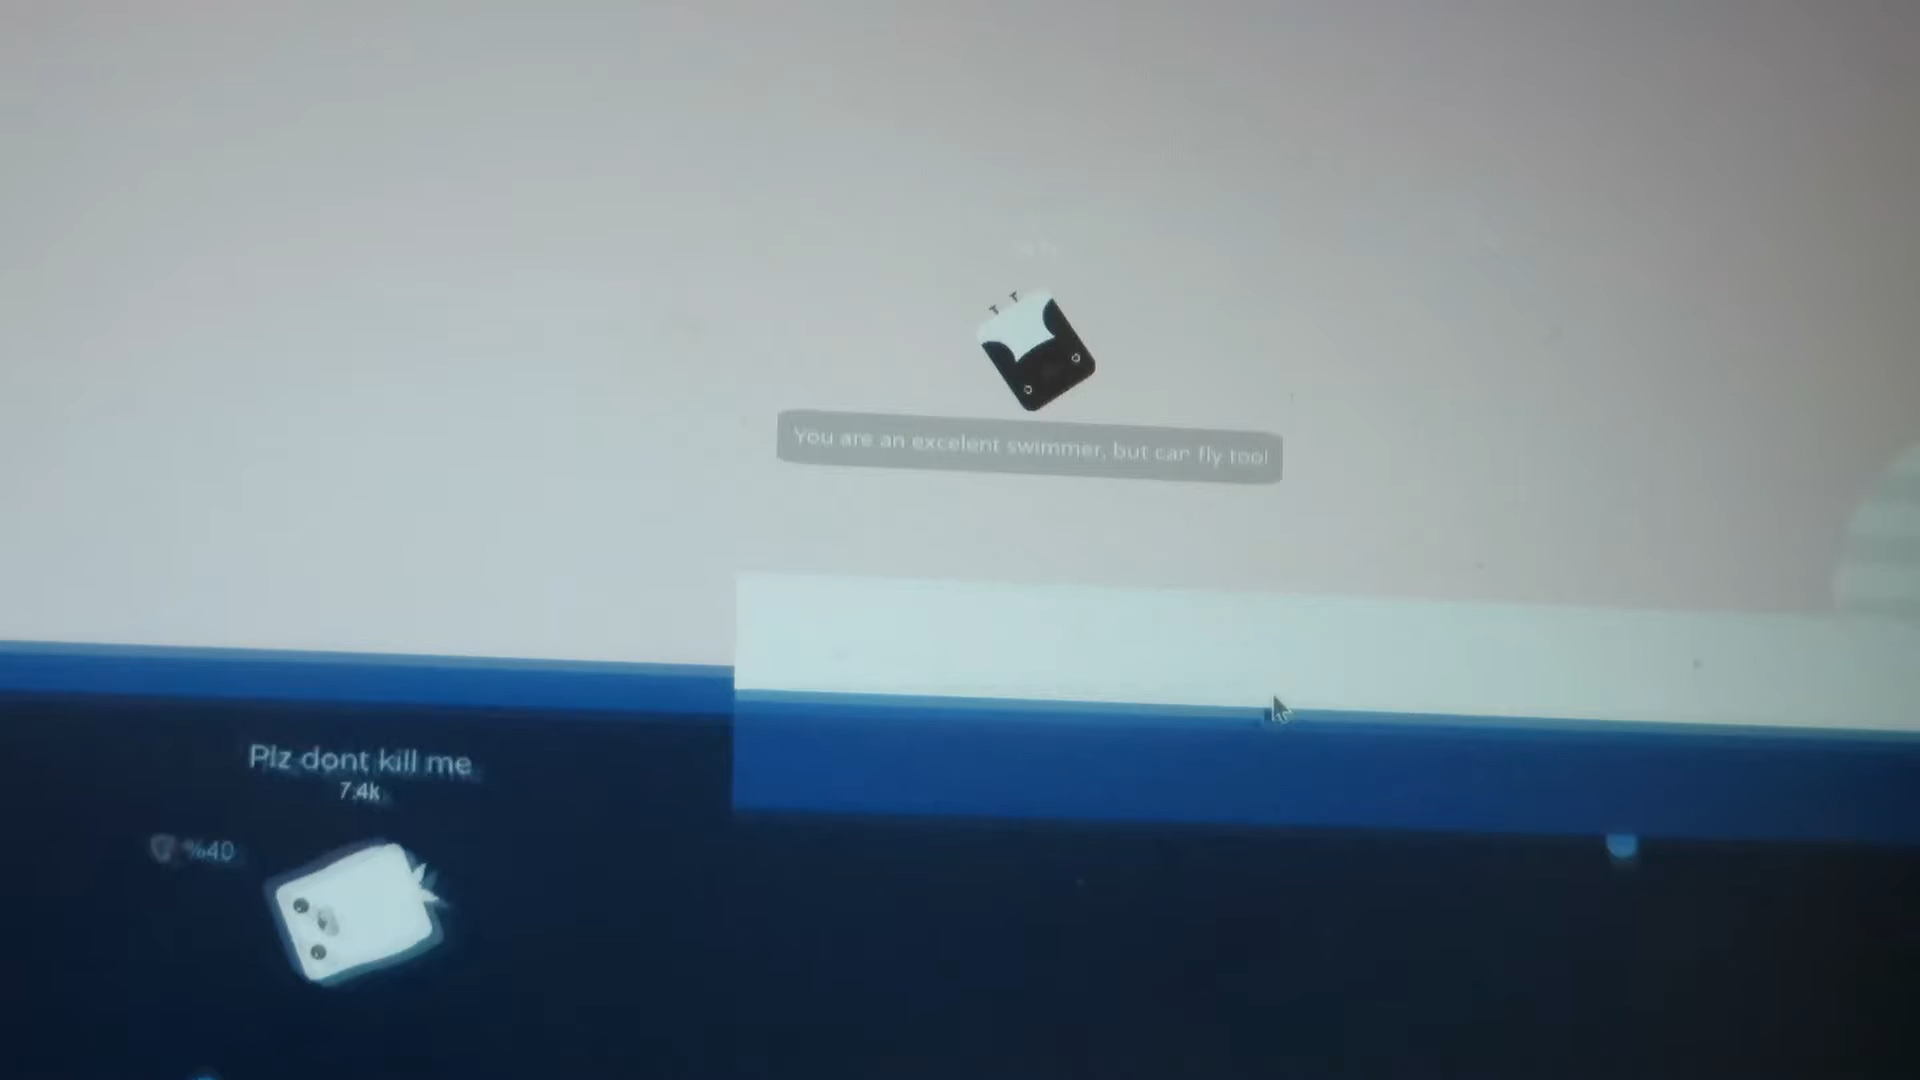 You are an excelent swimmer, but can fly too!
Plz dont kill me
7.4k
%40